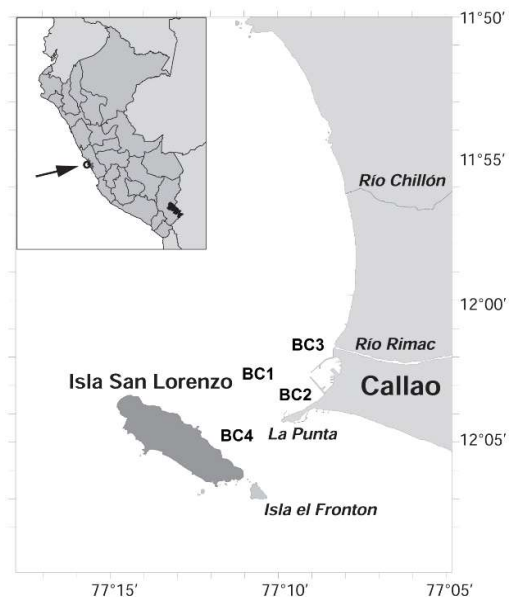 11°50'
11°55'
Río Chillón
12°00'
BC3
Río Rimac
BC1
Isla San Lorenzo
Callao
BC2
BC4
La Punta
12°05'
Isla el Fronton
77°15'
77°10'
77°05'